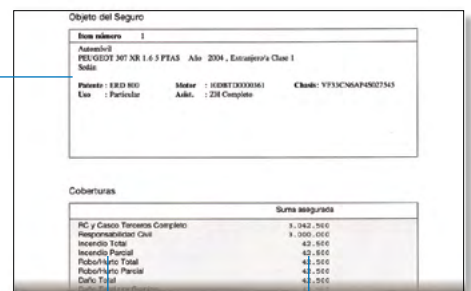 Objeto del Seguro
Item número 1
Automóvil
PEUGEOT 307 XR 1.6 5 PTAS Año 2004, Extranjero/a Clase 1
Sedán
Patente : ERD 800 Motor : Chasis:
Uso : Particular Asist. : ZH Completo
Coberturas
Suma asegurada
RC y Casco Terceros Completo 3.042.500
Responsabilidad Civil 3.000.000
Incendio Total 42.500
Incendio Parcial 42.500
Robo/Hurto Total 42.500
Robo/Hurto Parcial 42.500
Daño Total 42.500